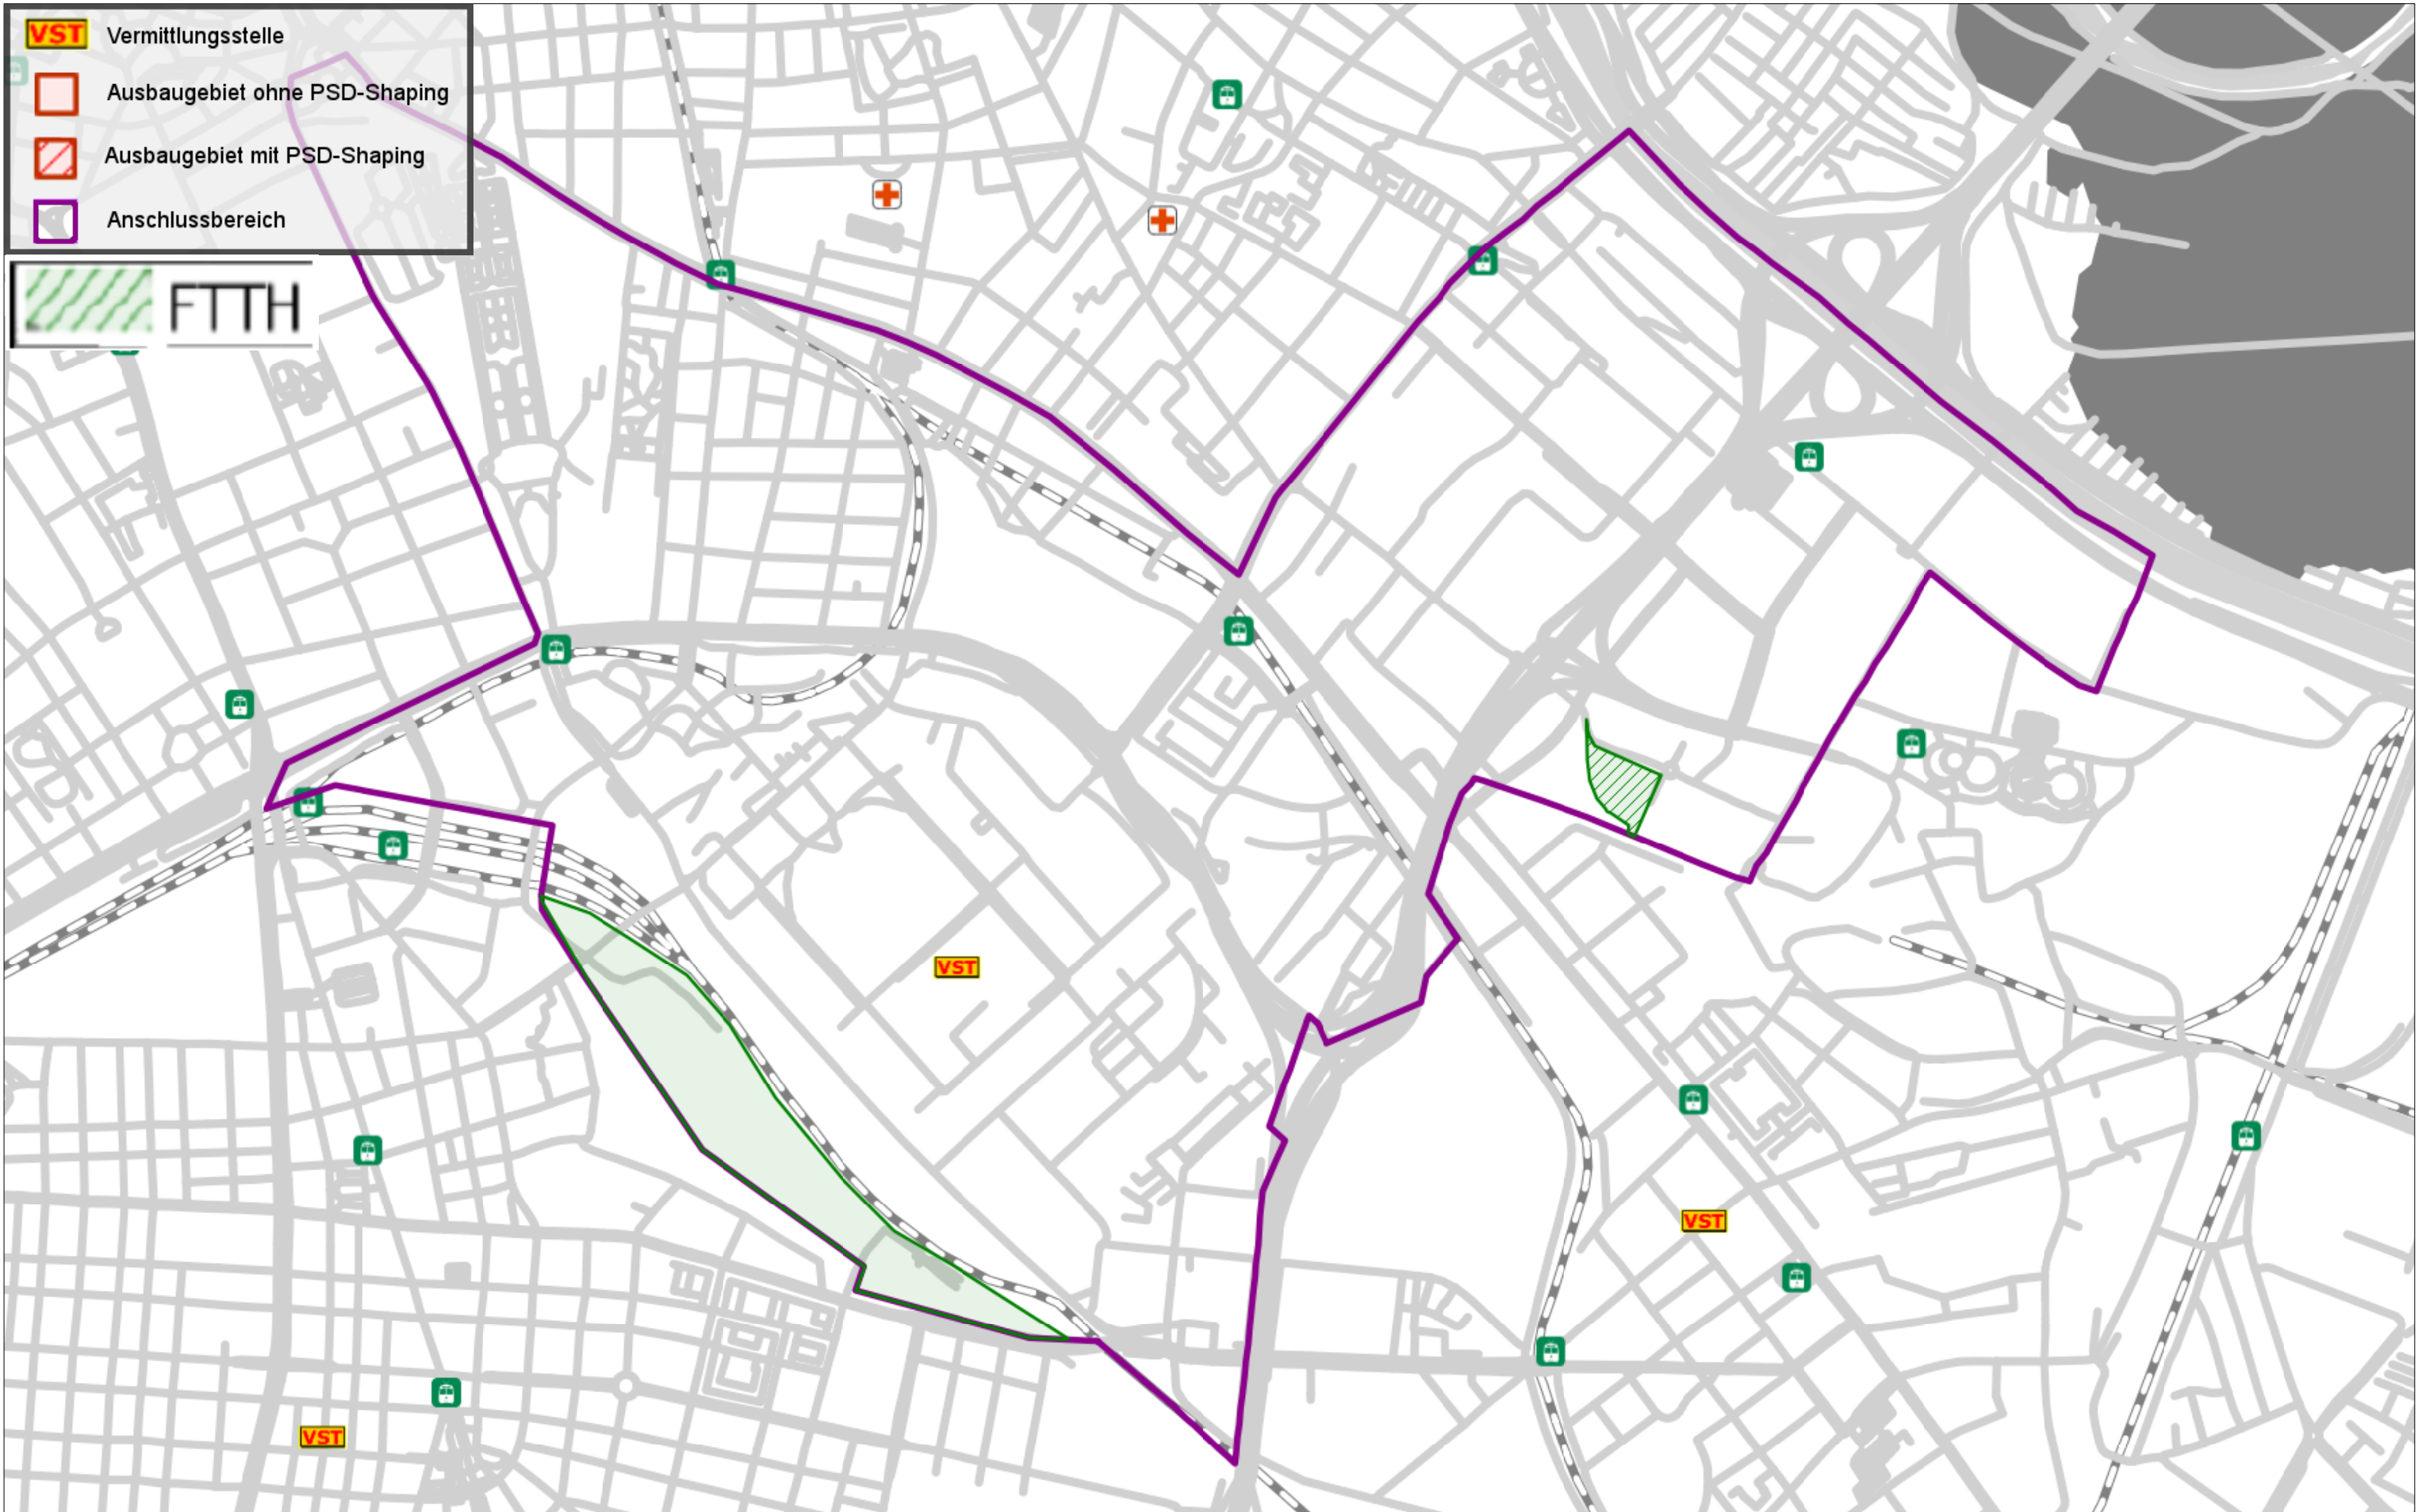 VST Vermittlungsstelle
Ausbaugebiet ohne PSD-Shaping
Ausbaugebiet mit PSD-Shaping
Anschlussbereich
FTTH
VST
VST
VST